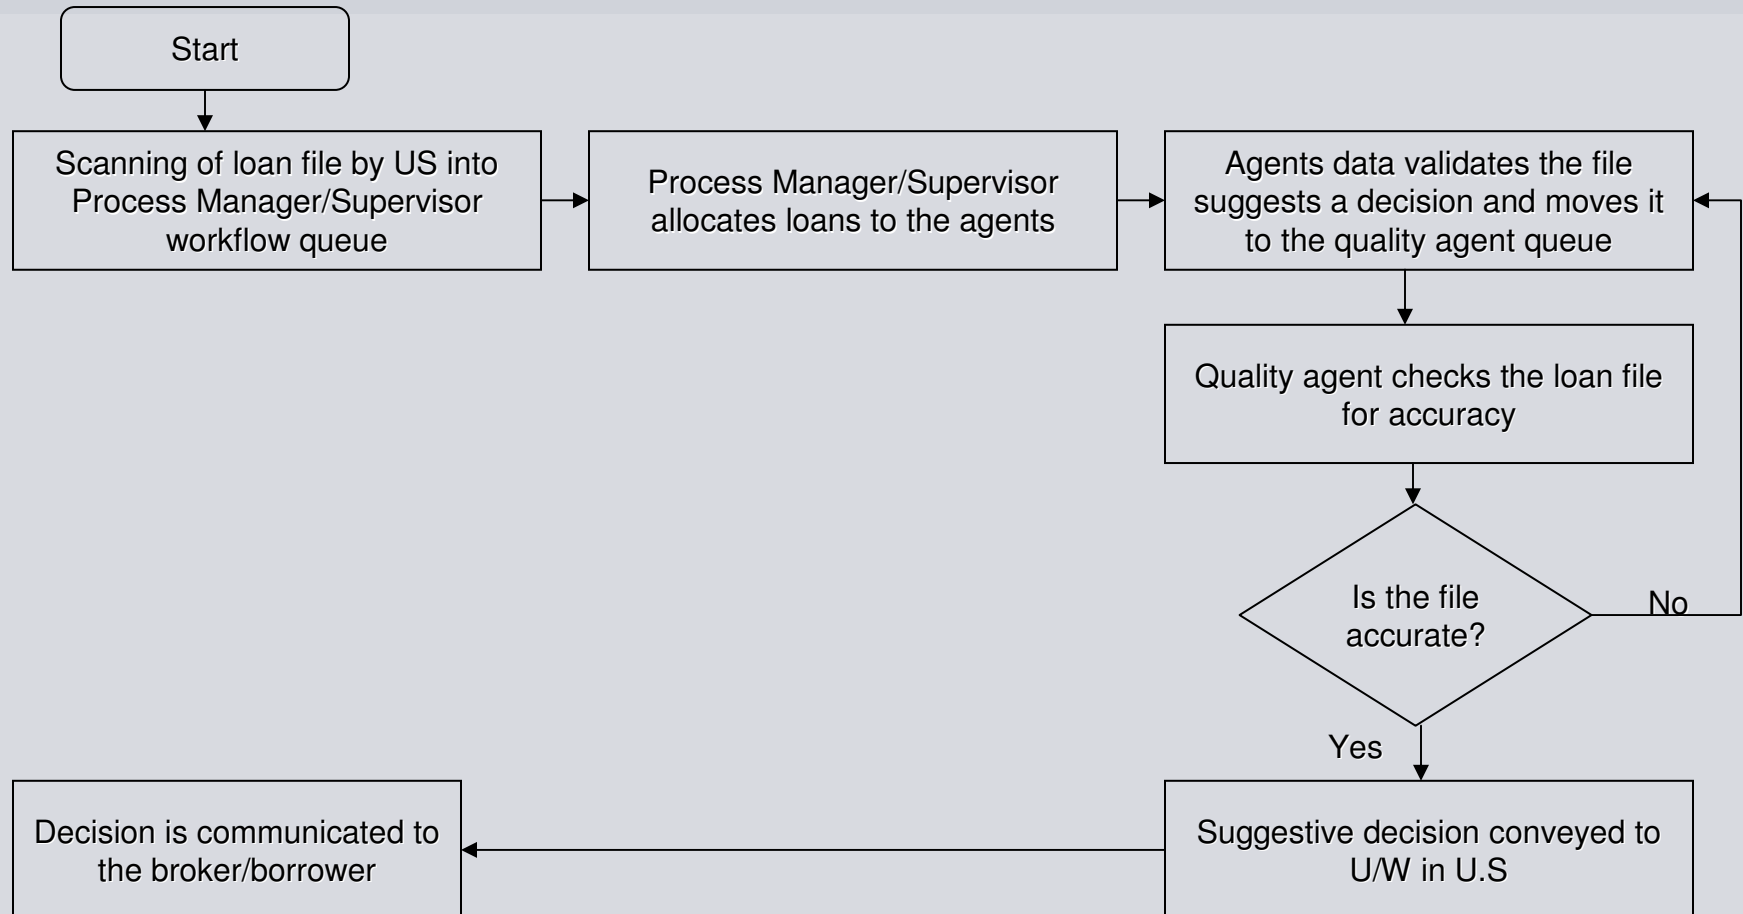 Start
Scanning of loan file by US into
Process Manager/Supervisor
workflow queue
Process Manager/Supervisor
allocates loans to the agents
Agents data validates the file
suggests a decision and moves it
to the quality agent queue
Quality agent checks the loan file
for accuracy
Is the file
accurate?
No
Yes
Decision is communicated to
the broker/borrower
Suggestive decision conveyed to
U/W in U.S